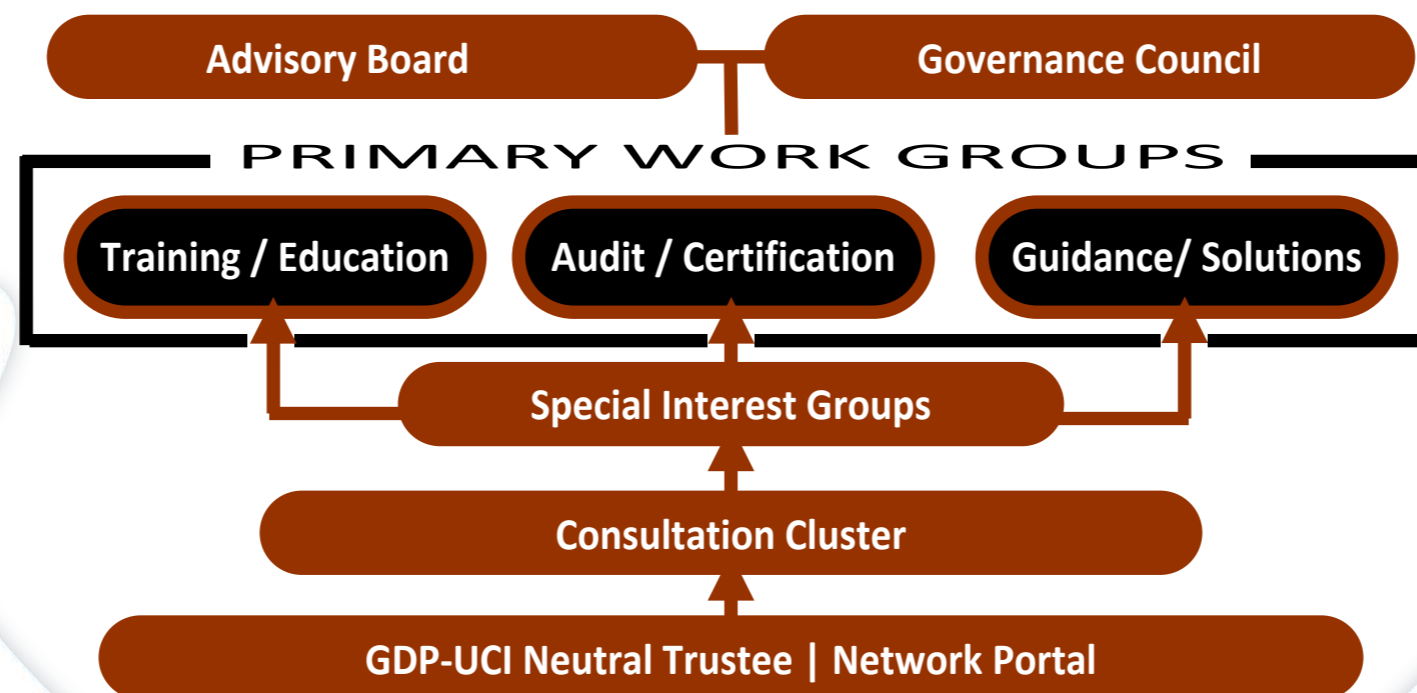 Advisory Board
Governance Council
PRIMARY WORK GROUPS
Training / Education
Audit / Certification
Guidance/ Solutions
Special Interest Groups
Consultation Cluster
GDP-UCI Neutral Trustee | Network Portal